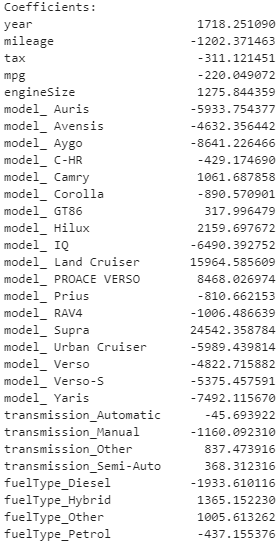 Coefficients:
year 1718.251090
mileage -1202.371463
tax -311.121451
mpg -220.049072
engineSize 1275.844359
model_ Auris -5933.754377
model_ Avensis -4632.356442
model_ Aygo -8641.226466
model_ C-HR -429.174690
model_ Camry 1061.687858
model_ Corolla -890.570901
model_ GT86 317.996479
model_ Hilux 2159.697672
model_ IQ -6490.392752
model_ Land Cruiser 15964.585609
model_ PROACE VERSO 8468.026974
model_ Prius -810.662153
model_ RAV4 -1006.486639
model_ Supra 24542.358784
model_ Urban Cruiser -5989.439814
model_ Verso -4822.715882
model_ Verso-S -5375.457591
model_ Yaris -7492.115670
transmission_Automatic -45.693922
transmission_Manual -1160.092310
transmission_Other 837.473916
transmission_Semi-Auto 368.312316
fuelType_Diesel -1933.610116
fuelType_Hybrid 1365.152230
fuelType_Other 1005.613262
fuelType_Petrol -437.155376